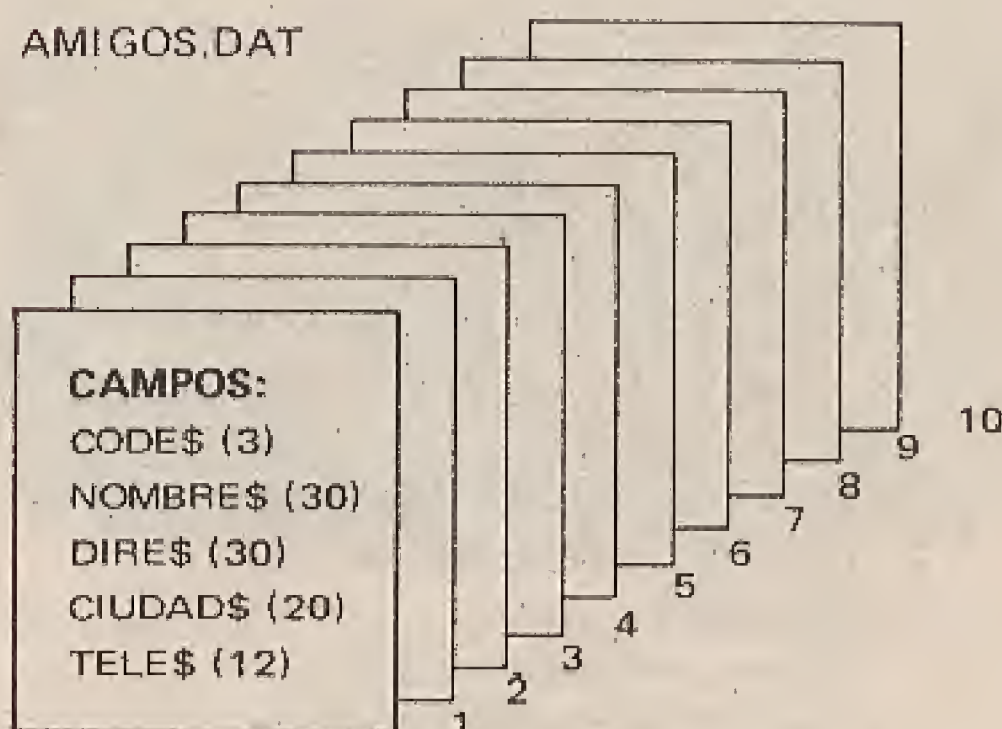 AMIGOS.DAT
CAMPOS:
CODE$ (3)
NOMBRE$ (30)
DIRE$ (30)
CIUDAD$ (20)
TELE$ (12)
1
2
3
4
5
6
7
8
9
10